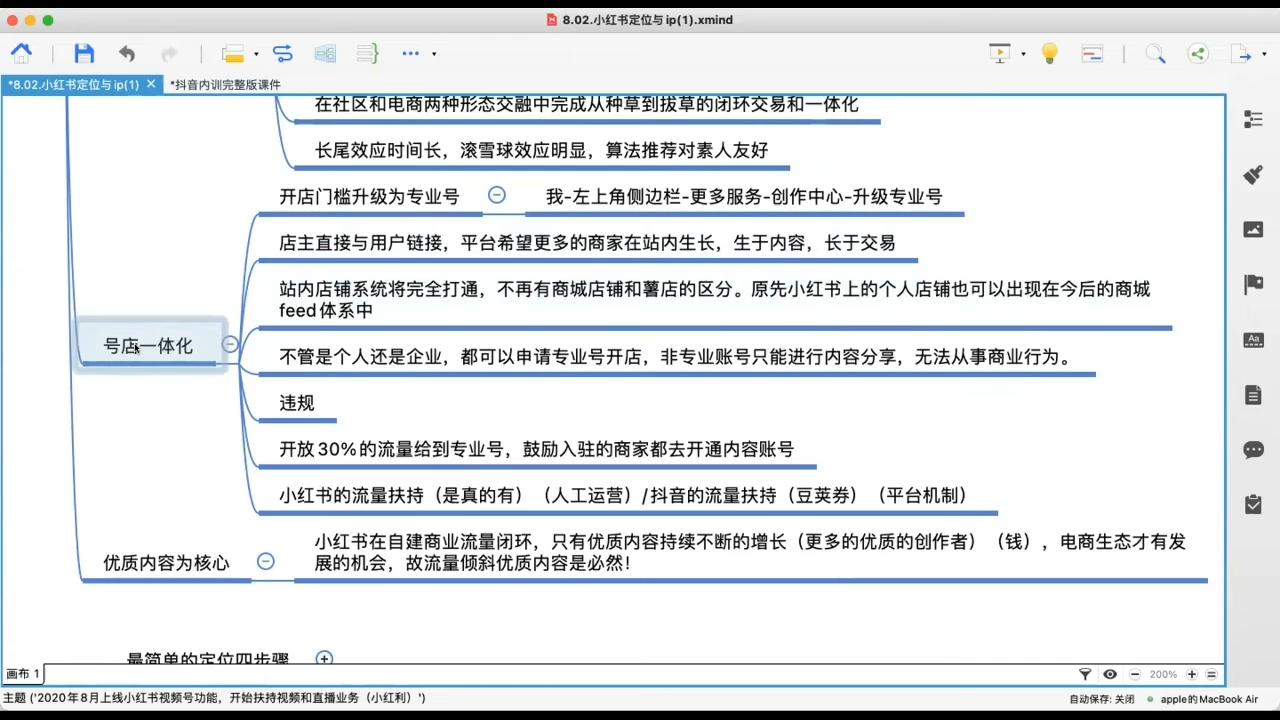 8.02.小红书定位与 ip(1).xmind
*8.02.小红书定位与 ip(1)
*抖音内训完整版课件
在社区和电商两种形态交融中完成从种草到拔草的闭环交易和一体化
长尾效应时间长，滚雪球效应明显，算法推荐对素人友好
开店门槛升级为专业号
我-左上角侧边栏-更多服务-创作中心-升级专业号
店主直接与用户链接，平台希望更多的商家在站内生长，生于内容，长于交易
站内店铺系统将完全打通，不再有商城店铺和薯店的区分。原先小红书上的个人店铺也可以出现在今后的商城
feed 体系中
号店一体化
不管是个人还是企业，都可以申请专业号开店，非专业账号只能进行内容分享，无法从事商业行为。
违规
开放 30% 的流量给到专业号，鼓励入驻的商家都去开通内容账号
小红书的流量扶持（是真的有）（人工运营）/ 抖音的流量扶持（豆荚券）（平台机制）
优质内容为核心
小红书在自建商业流量闭环，只有优质内容持续不断的增长（更多的优质的创作者）（钱），电商生态才有发
展的机会，故流量倾斜优质内容是必然！
最简单的定位四步骤
画布 1
200%
主题 ('2020年8月上线小红书视频号功能，开始扶持视频和直播业务（小红利）')
自动保存: 关闭
apple的MacBook Air
Aa